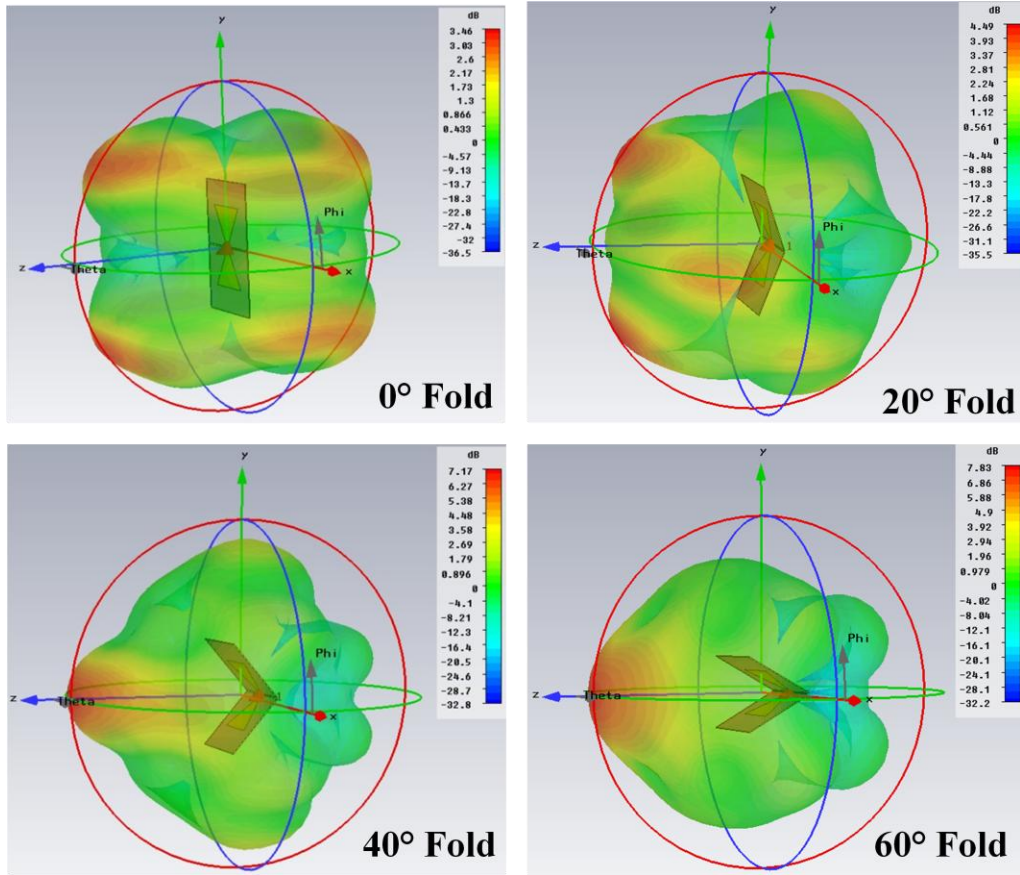 y
dB
3.46
3.03
2.6
2.17
1.73
1.3
0.866
0.433
0
-4.57
-9.13
-13.7
-18.3
-22.8
-27.4
-32
-36.5
Phi
z
Theta
x
0° Fold
y
dB
4.49
3.93
3.37
2.81
2.24
1.68
1.12
0.561
0
-4.44
-8.88
-13.3
-17.8
-22.2
-26.6
-31.1
-35.5
Phi
1
z
Theta
x
20° Fold
y
dB
7.17
6.27
5.38
4.48
3.58
2.69
1.79
0.896
0
-4.1
-8.21
-12.3
-16.4
-20.5
-24.6
-28.7
-32.8
Phi
z
Theta
1
x
40° Fold
y
dB
7.83
6.86
5.88
4.9
3.92
2.94
1.96
0.979
0
-4.02
-8.04
-12.1
-16.1
-20.1
-24.1
-28.1
-32.2
Phi
z
Theta
x
60° Fold